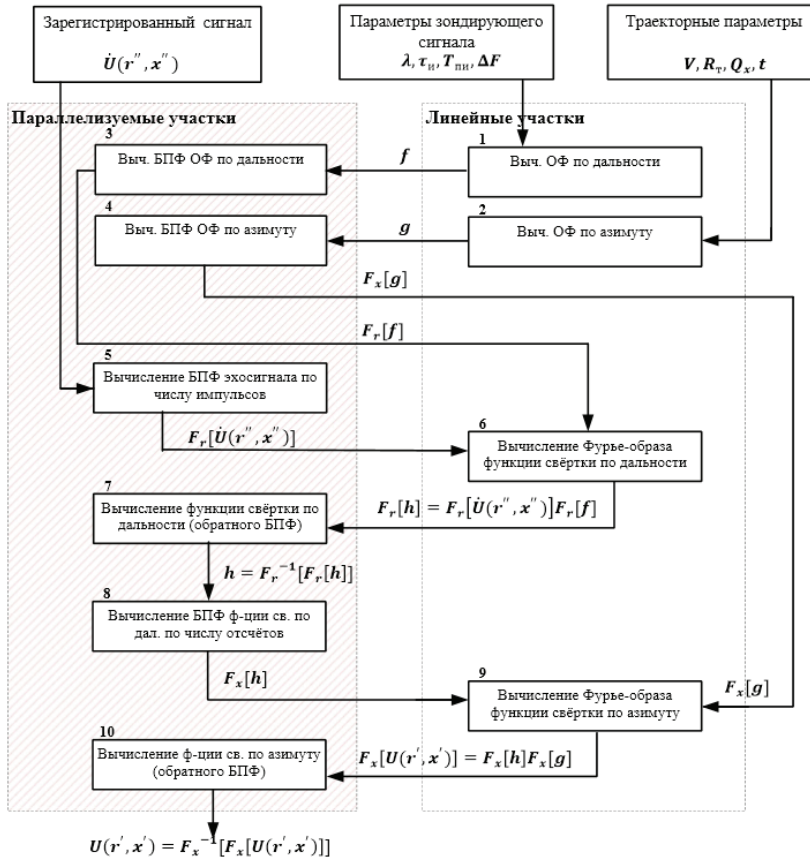 Зарегистрированный сигнал
U̇(r″, x″)
Параметры зондирующего
сигнала
λ, τи, Tпи, ΔF
Траекторные параметры
V, Rт, Qx, t
Параллелизуемые участки
Линейные участки
3
Выч. БПФ ОФ по дальности
f
1
Выч. ОФ по дальности
4
Выч. БПФ ОФ по азимуту
g
2
Выч. ОФ по азимуту
Fx[g]
Fr[f]
5
Вычисление БПФ эхосигнала по
числу импульсов
Fr[U̇(r″, x″)]
6
Вычисление Фурье-образа
функции свёртки по дальности
7
Вычисление функции свёртки по
дальности (обратного БПФ)
Fr[h] = Fr[U̇(r″, x″)]Fr[f]
h = Fr⁻¹[Fr[h]]
8
Вычисление БПФ ф-ции св. по
дал. по числу отсчётов
Fx[h]
9
Вычисление Фурье-образа
функции свёртки по азимуту
Fx[g]
10
Вычисление ф-ции св. по азимуту
(обратного БПФ)
Fx[U(r′, x′)] = Fx[h]Fx[g]
U(r′, x′) = Fx⁻¹[Fx[U(r′, x′)]]